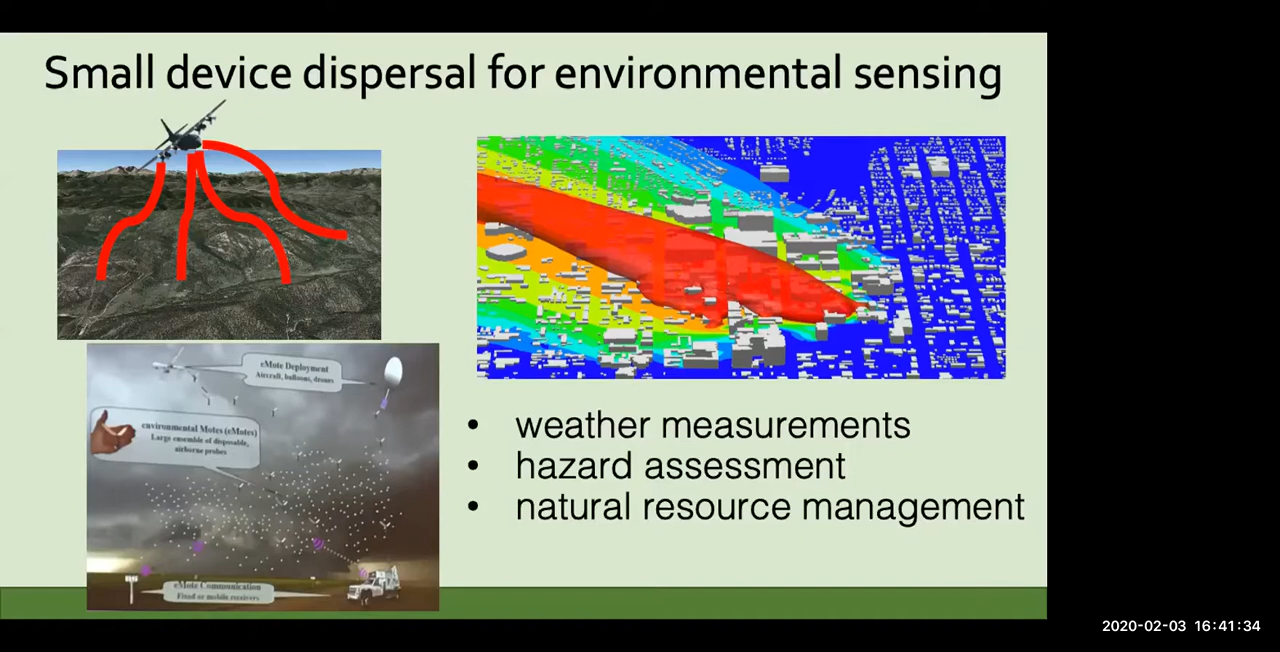 Small device dispersal for environmental sensing
eMote Deployment
Aircraft, balloons, drones
environmental Motes (eMotes)
Large ensemble of disposable,
airborne probes
eMote Communication
Fixed or mobile receivers
• weather measurements
• hazard assessment
• natural resource management
2020-02-03 16:41:34